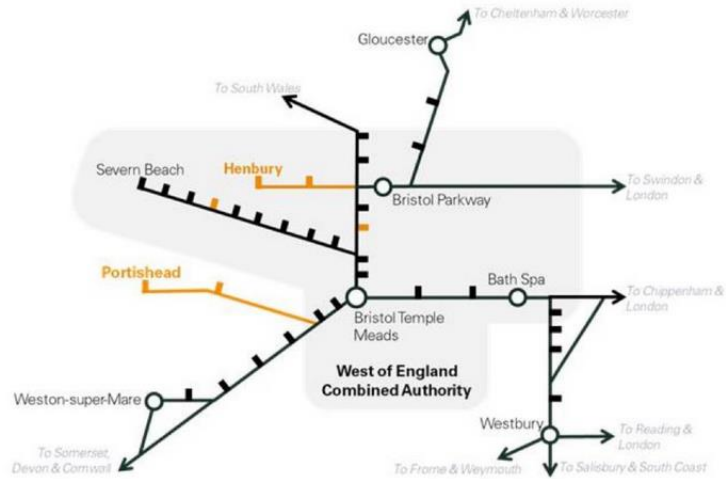 To Cheltenham & Worcester
Gloucester
To South Wales
Severn Beach
Henbury
To Swindon &
London
Bristol Parkway
Portishead
Bath Spa
To Chippenham &
London
Bristol Temple
Meads
West of England
Combined Authority
Weston-super-Mare
Westbury
To Reading &
London
To Somerset,
Devon & Cornwall
To Frome & Weymouth
To Salisbury & South Coast